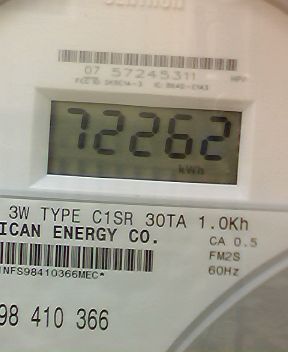 07 57245311
72262
kWh
3W TYPE C1SR 30TA 1.0Kh
ICAN ENERGY CO.
CA 0.5
FM2S
60Hz
INFS98410366MEC*
98 410 366